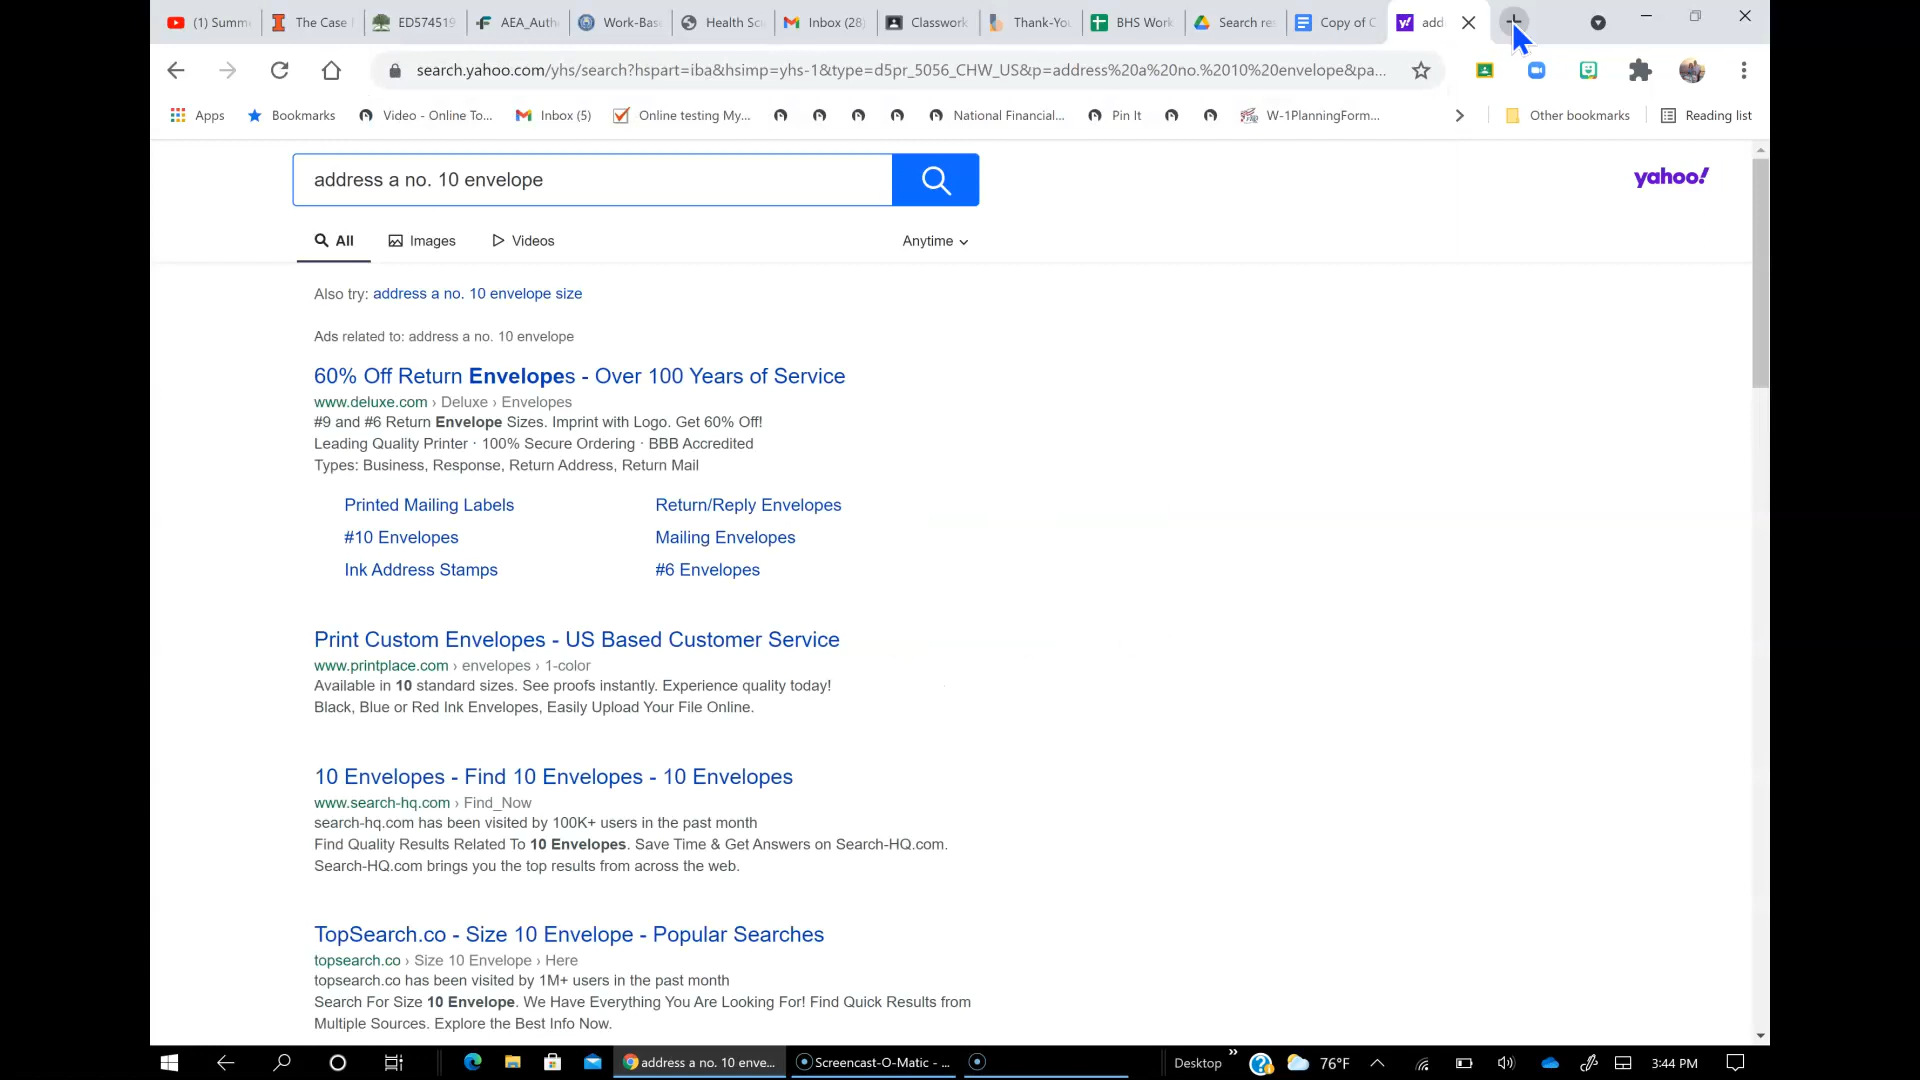 (1) Summ
The Case
ED574519
AEA_Auth
Work-Bas
Health Sci
Inbox (28)
Classwork
Thank-You
BHS Work
Search res
Copy of C
add
search.yahoo.com/yhs/search?hspart=iba&hsimp=yhs-1&type=d5pr_5056_CHW_US&p=address%20a%20no.%2010%20envelope&pa...
Apps
Bookmarks
Video - Online To...
Inbox (5)
Online testing My...
National Financial...
Pin It
W-1PlanningForm...
Other bookmarks
Reading list
address a no. 10 envelope
yahoo!
All
Images
Videos
Anytime
Also try: address a no. 10 envelope size
Ads related to: address a no. 10 envelope
60% Off Return Envelopes - Over 100 Years of Service
www.deluxe.com › Deluxe › Envelopes
#9 and #6 Return Envelope Sizes. Imprint with Logo. Get 60% Off!
Leading Quality Printer · 100% Secure Ordering · BBB Accredited
Types: Business, Response, Return Address, Return Mail
Printed Mailing Labels
Return/Reply Envelopes
#10 Envelopes
Mailing Envelopes
Ink Address Stamps
#6 Envelopes
Print Custom Envelopes - US Based Customer Service
www.printplace.com › envelopes › 1-color
Available in 10 standard sizes. See proofs instantly. Experience quality today!
Black, Blue or Red Ink Envelopes, Easily Upload Your File Online.
10 Envelopes - Find 10 Envelopes - 10 Envelopes
www.search-hq.com › Find_Now
search-hq.com has been visited by 100K+ users in the past month
Find Quality Results Related To 10 Envelopes. Save Time & Get Answers on Search-HQ.com.
Search-HQ.com brings you the top results from across the web.
TopSearch.co - Size 10 Envelope - Popular Searches
topsearch.co › Size 10 Envelope › Here
topsearch.co has been visited by 1M+ users in the past month
Search For Size 10 Envelope. We Have Everything You Are Looking For! Find Quick Results from
Multiple Sources. Explore the Best Info Now.
address a no. 10 enve...
Screencast-O-Matic - ...
Desktop
76°F
3:44 PM